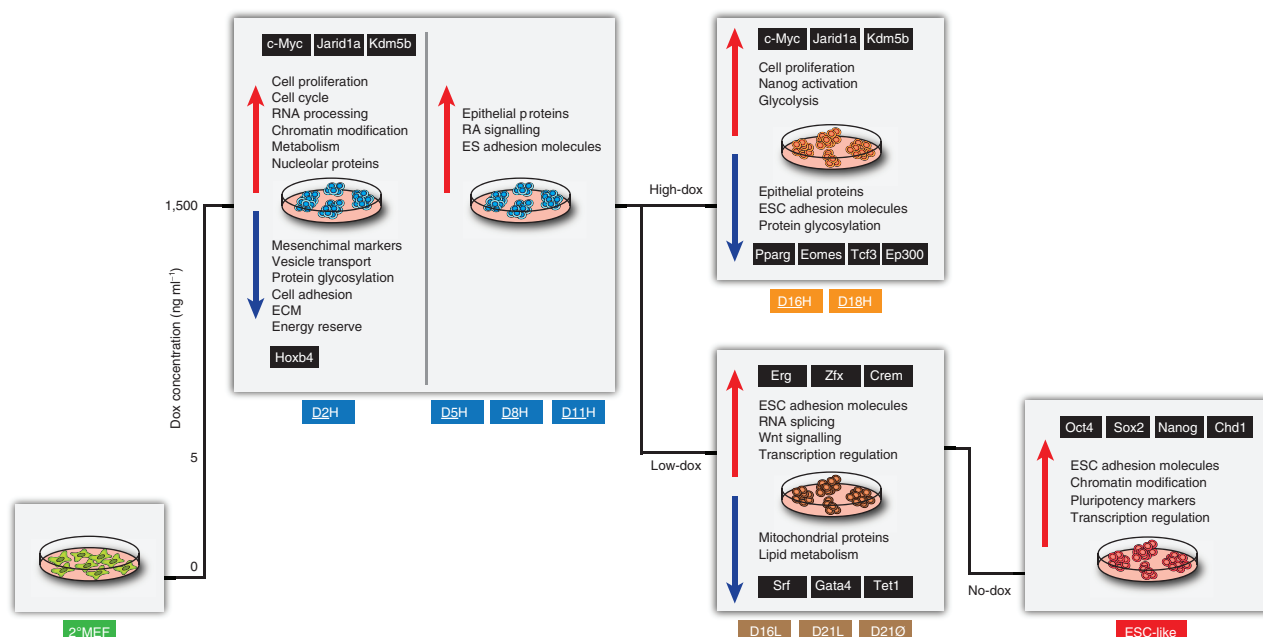 Dox concentration (ng ml⁻¹)
1,500
5
0
2°MEF
c-Myc Jarid1a Kdm5b
Cell proliferation
Cell cycle
RNA processing
Chromatin modification
Metabolism
Nucleolar proteins
Mesenchimal markers
Vesicle transport
Protein glycosylation
Cell adhesion
ECM
Energy reserve
Hoxb4
D2H
Epithelial proteins
RA signalling
ES adhesion molecules
D5H D8H D11H
High-dox
c-Myc Jarid1a Kdm5b
Cell proliferation
Nanog activation
Glycolysis
Epithelial proteins
ESC adhesion molecules
Protein glycosylation
Pparg Eomes Tcf3 Ep300
D16H D18H
Low-dox
Erg Zfx Crem
ESC adhesion molecules
RNA splicing
Wnt signalling
Transcription regulation
Mitochondrial proteins
Lipid metabolism
Srf Gata4 Tet1
D16L D21L D21Ø
No-dox
Oct4 Sox2 Nanog Chd1
ESC adhesion molecules
Chromatin modification
Pluripotency markers
Transcription regulation
ESC-like